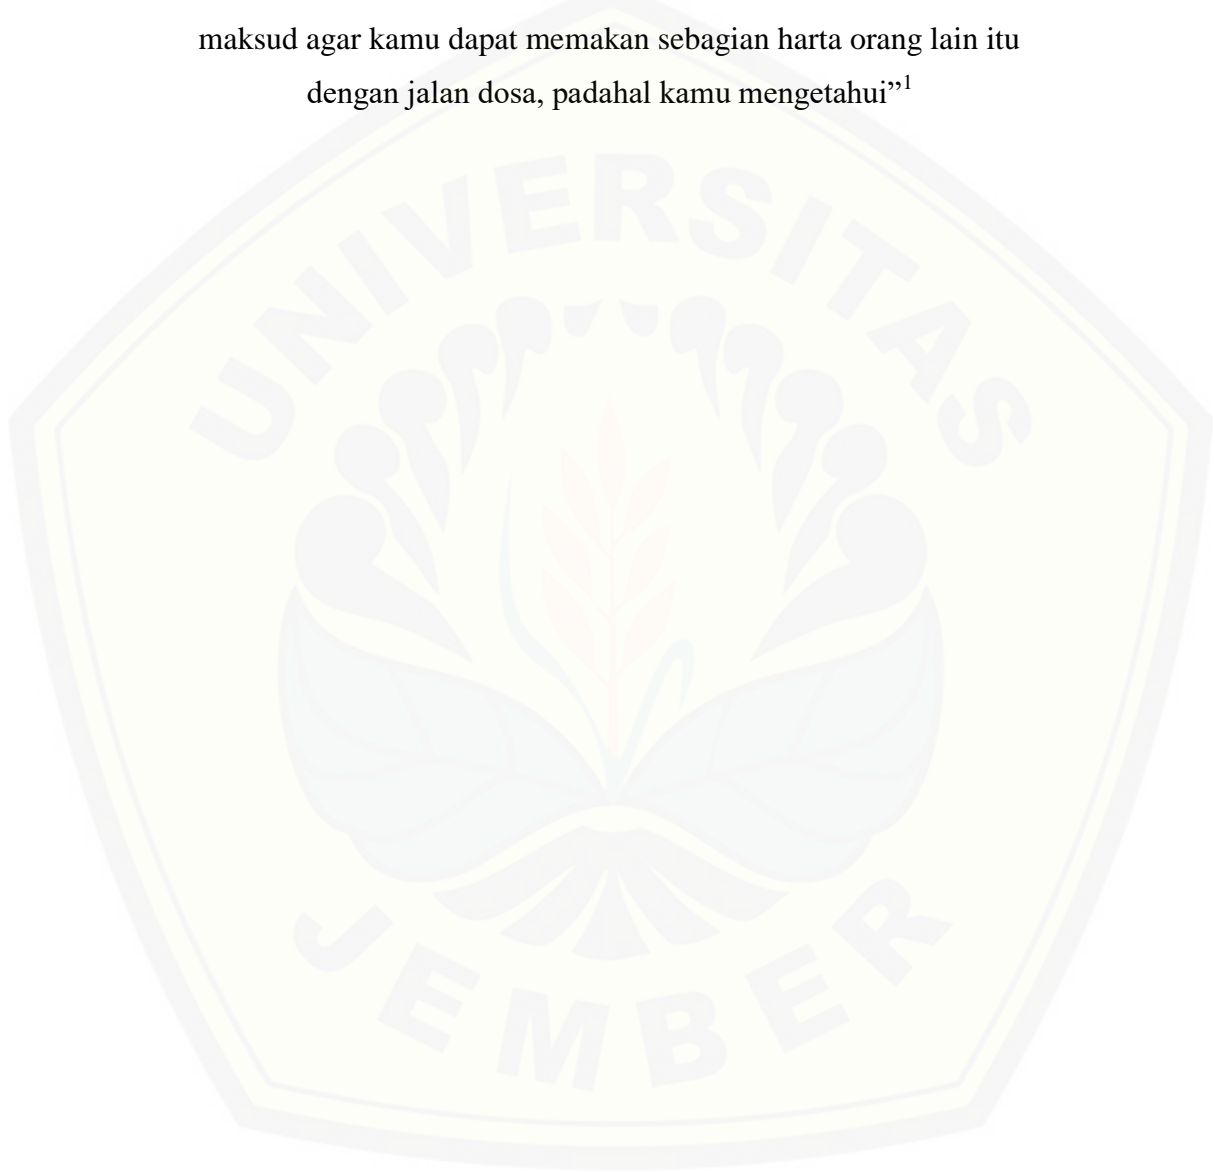 maksud agar kamu dapat memakan sebagian harta orang lain itu
dengan jalan dosa, padahal kamu mengetahui”¹
UNIVERSITAS
JEMBER